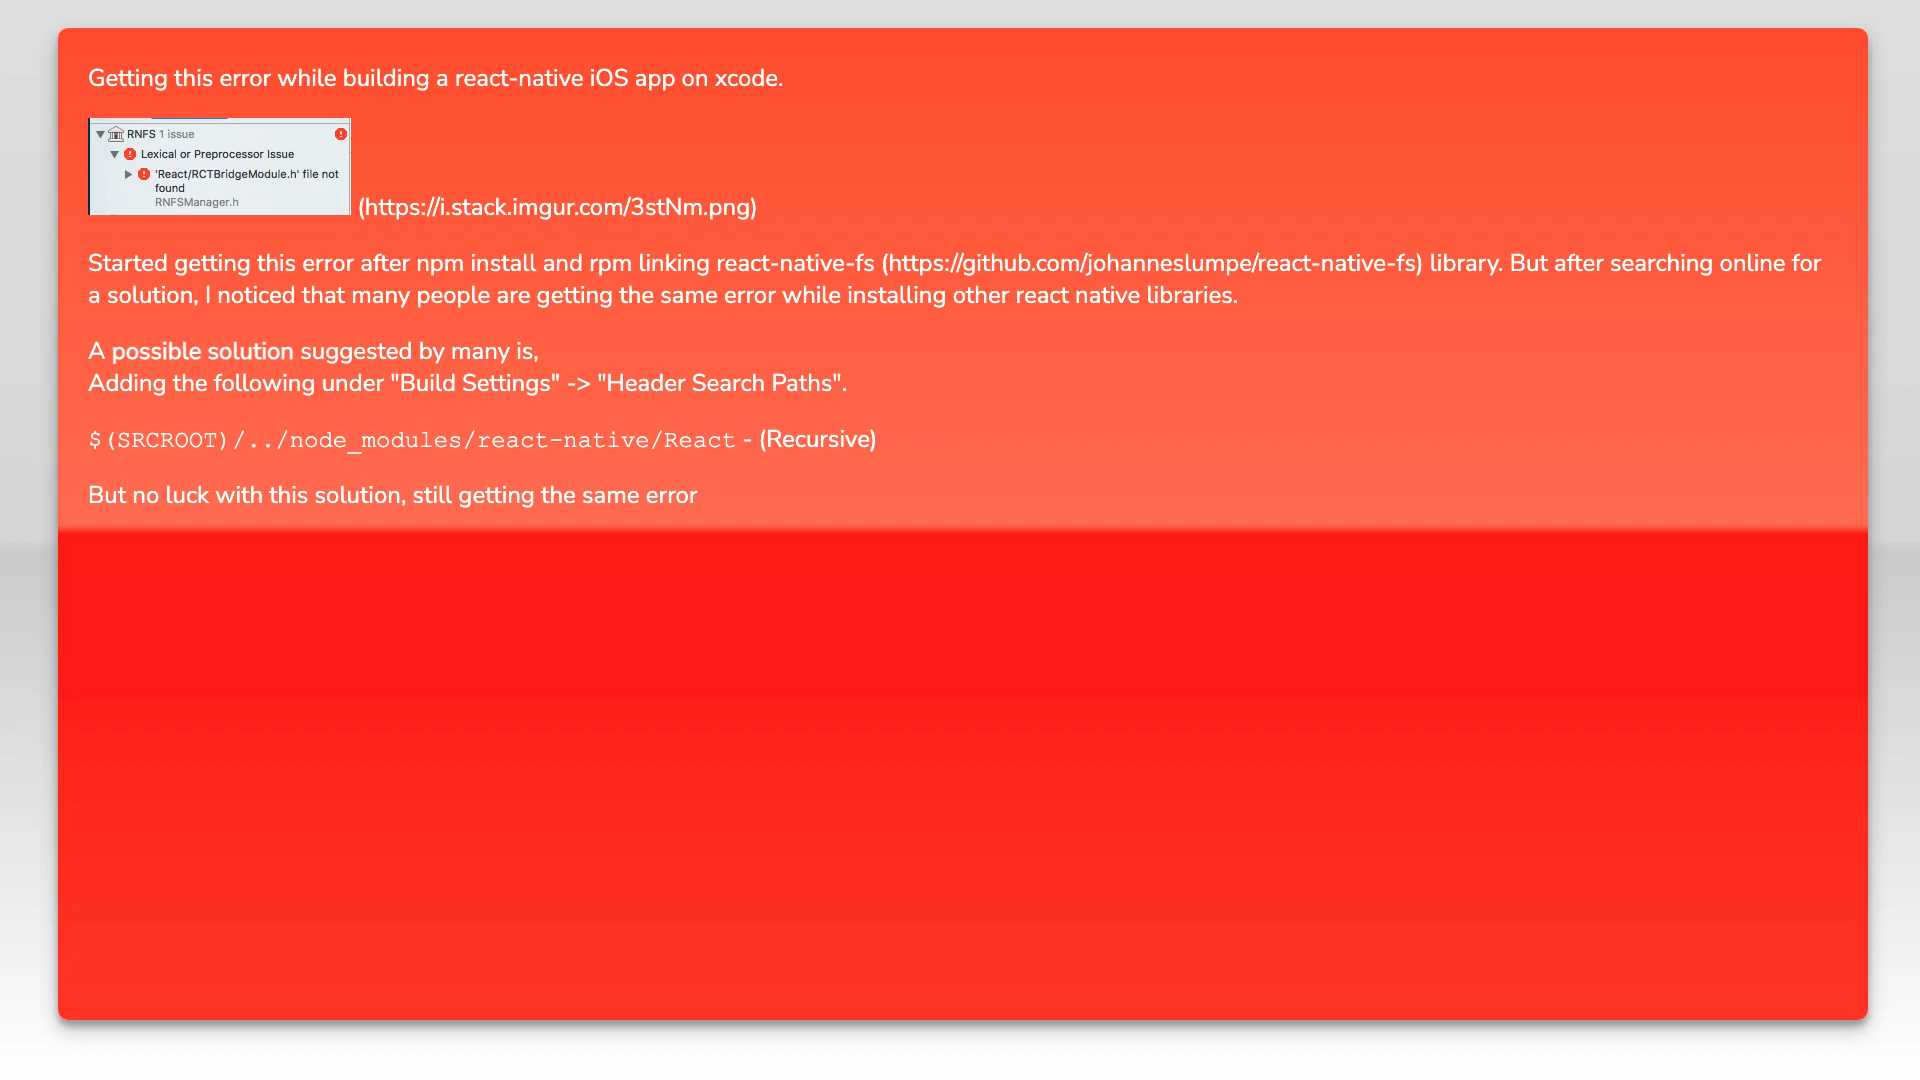 Getting this error while building a react-native iOS app on xcode.
RNFS 1 issue
Lexical or Preprocessor Issue
'React/RCTBridgeModule.h' file not
found
RNFSManager.h
(https://i.stack.imgur.com/3stNm.png)
Started getting this error after npm install and rpm linking react-native-fs (https://github.com/johanneslumpe/react-native-fs) library. But after searching online for
a solution, I noticed that many people are getting the same error while installing other react native libraries.
A possible solution suggested by many is,
Adding the following under "Build Settings" -> "Header Search Paths".
$(SRCROOT)/../node_modules/react-native/React - (Recursive)
But no luck with this solution, still getting the same error